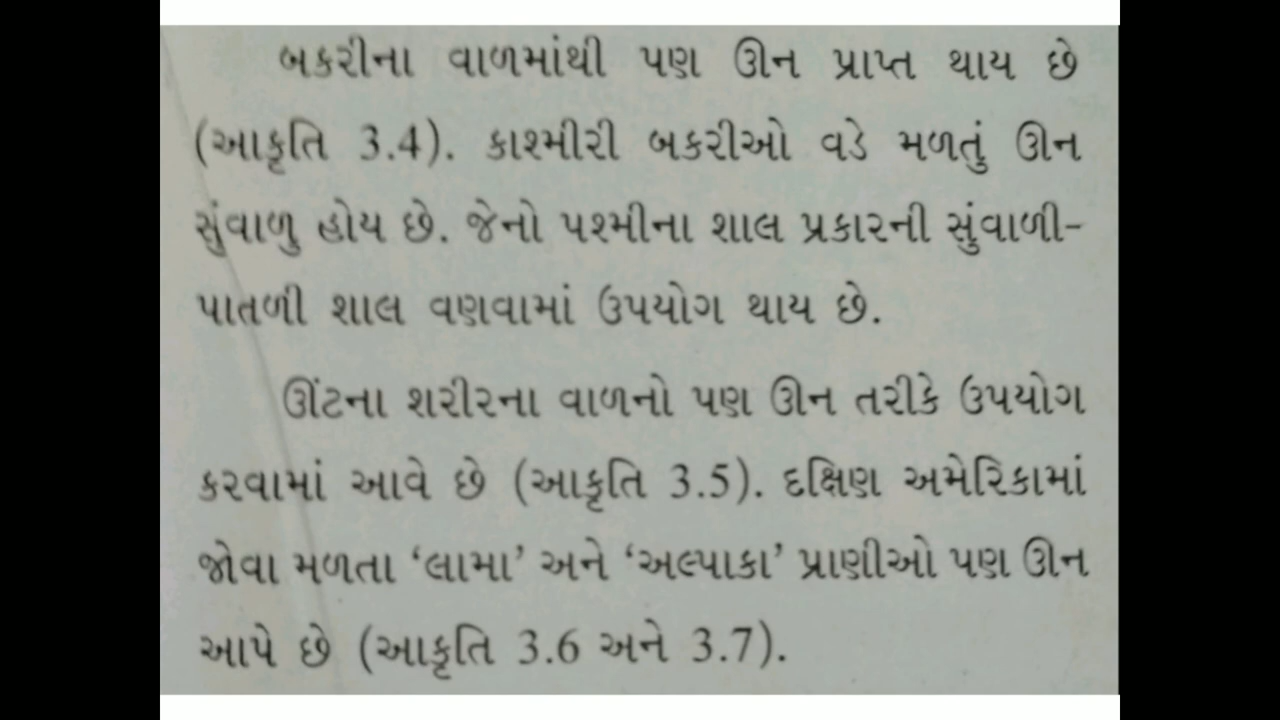 બકરીના વાળમાંથી પણ ઊન પ્રાપ્ત થાય છે
(આકૃતિ 3.4). કાશ્મીરી બકરીઓ વડે મળતું ઊન
સુંવાળુ હોય છે. જેનો પશ્મીના શાલ પ્રકારની સુંવાળી-
પાતળી શાલ વણવામાં ઉપયોગ થાય છે.
ઊંટના શરીરના વાળનો પણ ઊન તરીકે ઉપયોગ
કરવામાં આવે છે (આકૃતિ 3.5). દક્ષિણ અમેરિકામાં
જોવા મળતા ‘લામા’ અને ‘અલ્પાકા’ પ્રાણીઓ પણ ઊન
આપે છે (આકૃતિ 3.6 અને 3.7).